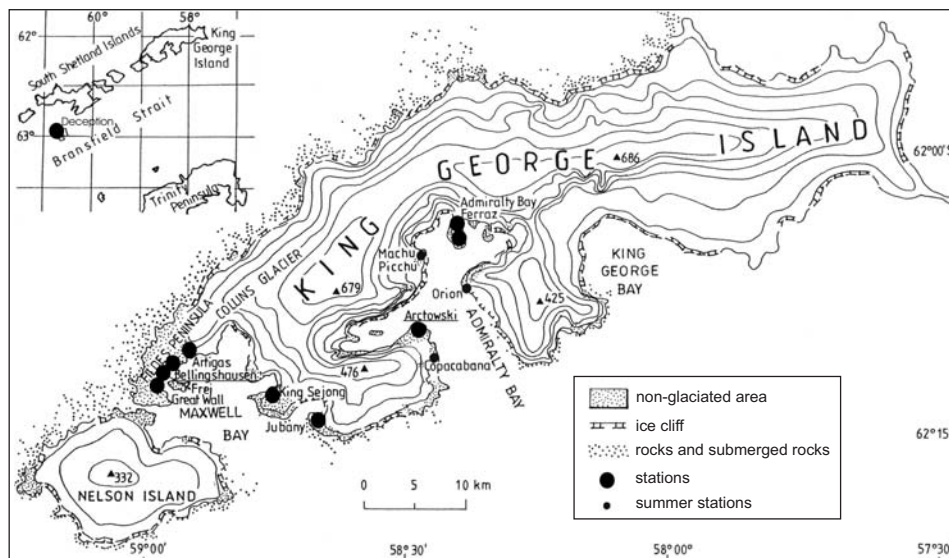 60° 58°
62°
South Shetland Islands
King
George
Island
Deception
63°
Bransfield Strait
Trinity
Peninsula
KING
GEORGE
ISLAND
686
62°00's
Admiralty Bay
Ferraz
Machu
Picchu
KING
GEORGE
BAY
COLLINS GLACIER
679
Orion
425
ADMIRALTY BAY
Arctowski
PENINSULA
Artigas
Bellingshausen
Frei
Great Wall
476
Copacabana
King Sejong
MAXWELL
BAY
Jubany
332
NELSON ISLAND
0 5 10 km
non-glaciated area
ice cliff
rocks and submerged rocks
stations
summer stations
62°15'
59°00'
58°30'
58°00'
57°30'